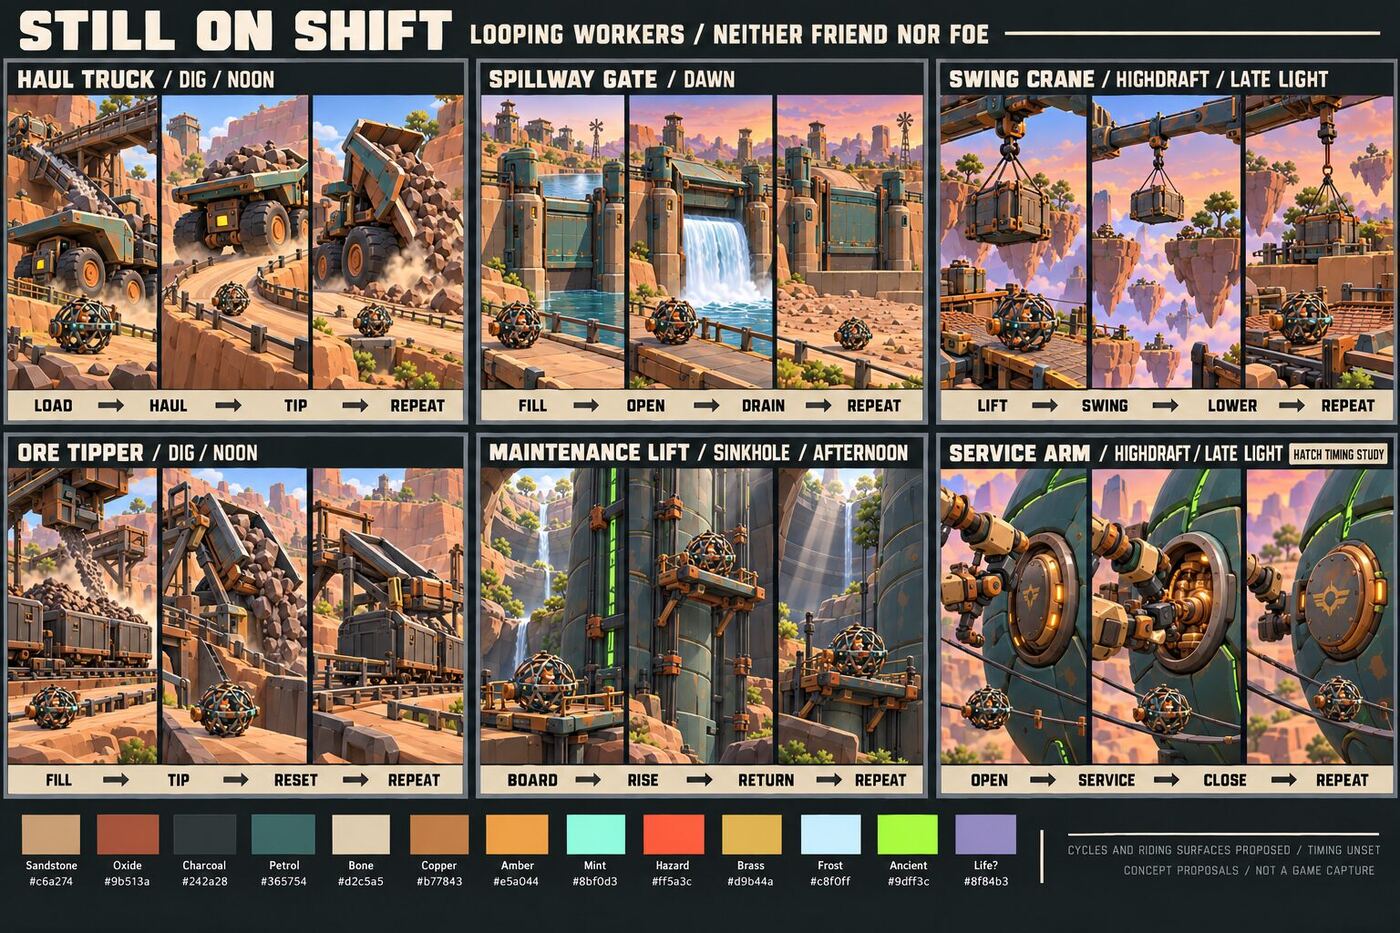 STILL ON SHIFT LOOPING WORKERS / NEITHER FRIEND NOR FOE
HAUL TRUCK / DIG / NOON
LOAD → HAUL → TIP → REPEAT
SPILLWAY GATE / DAWN
FILL → OPEN → DRAIN → REPEAT
SWING CRANE / HIGHDRAFT / LATE LIGHT
LIFT → SWING → LOWER → REPEAT
ORE TIPPER / DIG / NOON
FILL → TIP → RESET → REPEAT
MAINTENANCE LIFT / SINKHOLE / AFTERNOON
BOARD → RISE → RETURN → REPEAT
SERVICE ARM / HIGHDRAFT / LATE LIGHT HATCH TIMING STUDY
OPEN → SERVICE → CLOSE → REPEAT
Sandstone
#c6a274
Oxide
#9b513a
Charcoal
#242a28
Petrol
#365754
Bone
#d2c5a5
Copper
#b77843
Amber
#e5a044
Mint
#8bf0d3
Hazard
#ff5a3c
Brass
#d9b44a
Frost
#c8f0ff
Ancient
#9dff3c
Life?
#8f84b3
CYCLES AND RIDING SURFACES PROPOSED / TIMING UNSET
CONCEPT PROPOSALS / NOT A GAME CAPTURE